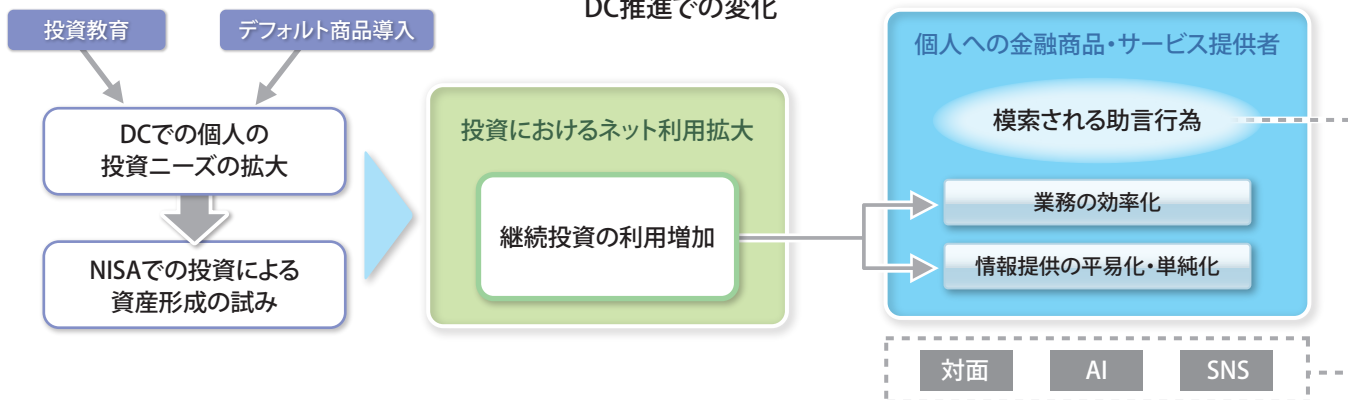 DC推進での変化
投資教育
デフォルト商品導入
DCでの個人の
投資ニーズの拡大
NISAでの投資による
資産形成の試み
投資におけるネット利用拡大
継続投資の利用増加
個人への金融商品・サービス提供者
模索される助言行為
業務の効率化
情報提供の平易化・単純化
対面
AI
SNS